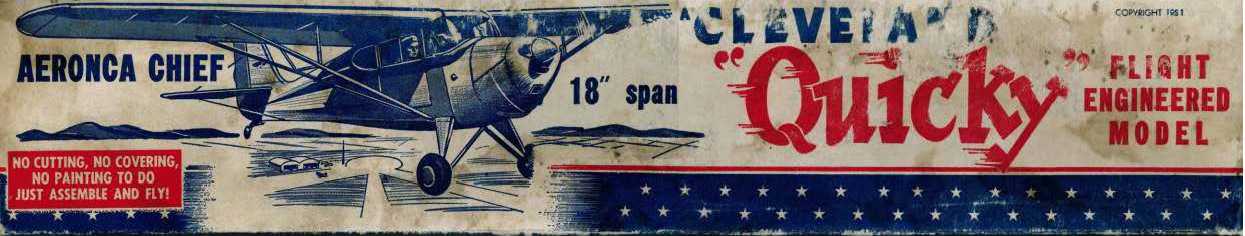 AERONCA CHIEF
18" span
NO CUTTING, NO COVERING,
NO PAINTING TO DO
JUST ASSEMBLE AND FLY!
A CLEVELAND
"Quicky"
FLIGHT
ENGINEERED
MODEL
COPYRIGHT 1951